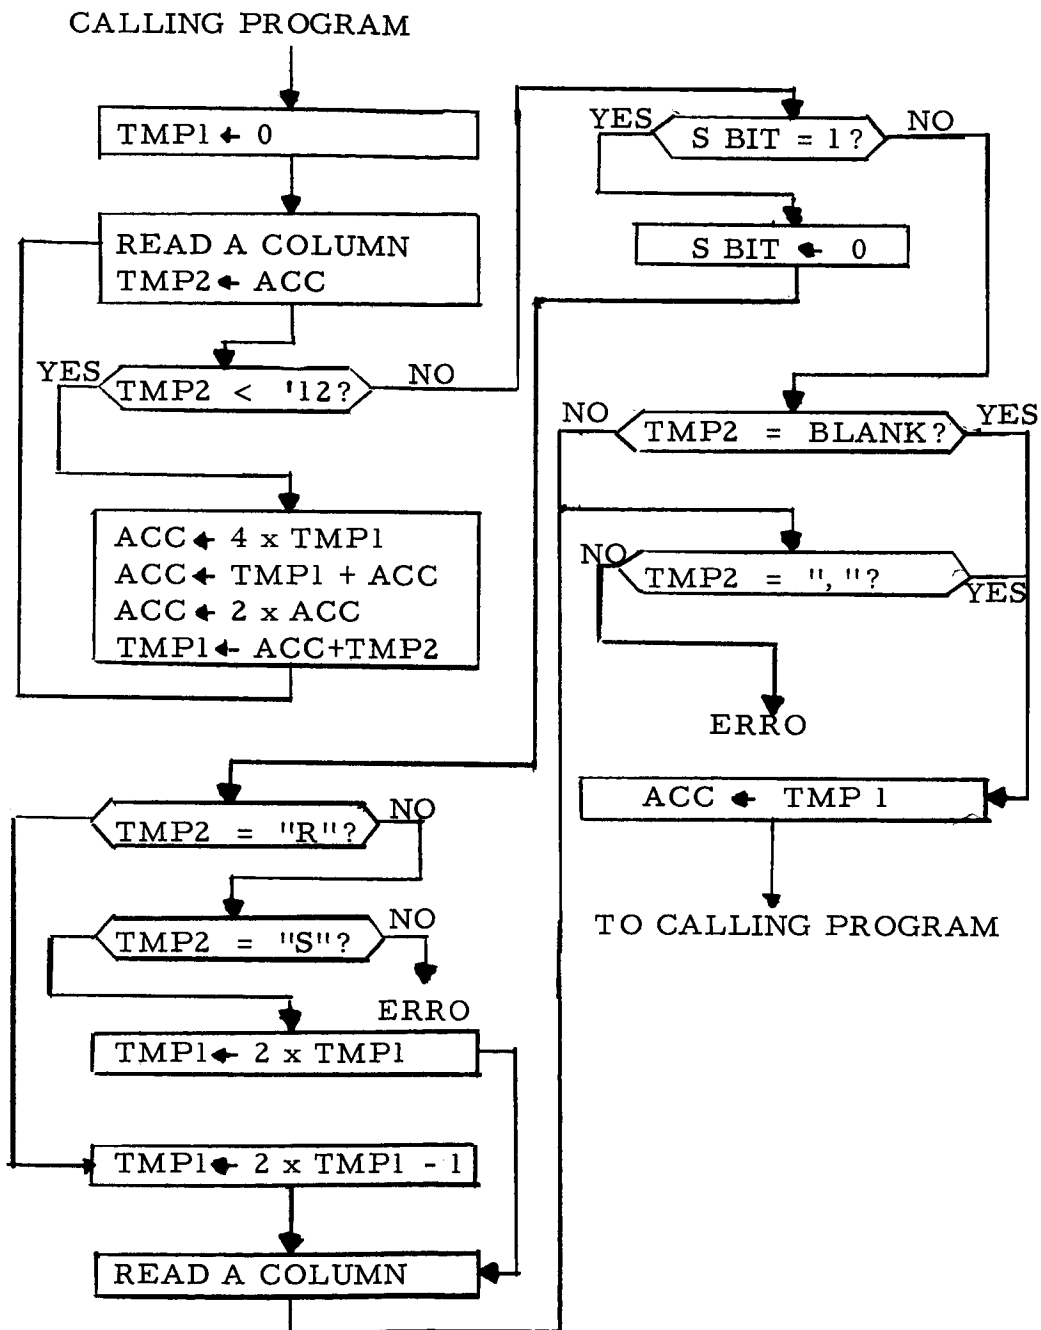 CALLING PROGRAM
TMP1 ← 0
READ A COLUMN
TMP2 ← ACC
YES
TMP2 < '12?
NO
ACC ← 4 x TMP1
ACC ← TMP1 + ACC
ACC ← 2 x ACC
TMP1 ← ACC+TMP2
YES
S BIT = 1?
NO
S BIT ← 0
NO
TMP2 = BLANK?
YES
NO
TMP2 = ","?
YES
ERRO
ACC ← TMP 1
TO CALLING PROGRAM
TMP2 = "R"?
NO
TMP2 = "S"?
NO
ERRO
TMP1 ← 2 x TMP1
TMP1 ← 2 x TMP1 - 1
READ A COLUMN